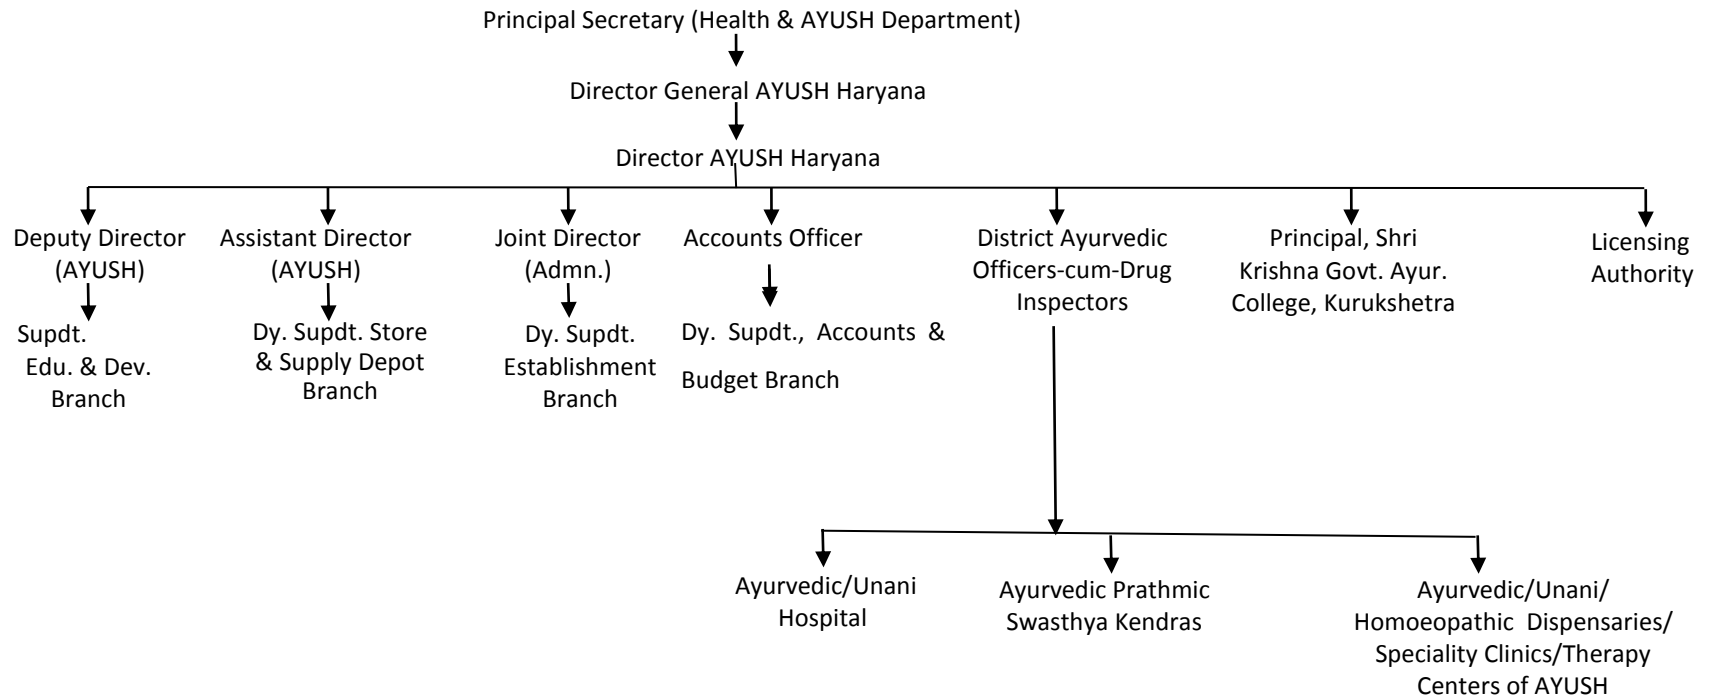 Principal Secretary (Health & AYUSH Department)
Director General AYUSH Haryana
Director AYUSH Haryana
Deputy Director
(AYUSH)
Assistant Director
(AYUSH)
Joint Director
(Admn.)
Accounts Officer
District Ayurvedic
Officers-cum-Drug
Inspectors
Principal, Shri
Krishna Govt. Ayur.
College, Kurukshetra
Licensing
Authority
Supdt.
Edu. & Dev.
Branch
Dy. Supdt. Store
& Supply Depot
Branch
Dy. Supdt.
Establishment
Branch
Dy. Supdt., Accounts &
Budget Branch
Ayurvedic/Unani
Hospital
Ayurvedic Prathmic
Swasthya Kendras
Ayurvedic/Unani/
Homoeopathic Dispensaries/
Speciality Clinics/Therapy
Centers of AYUSH